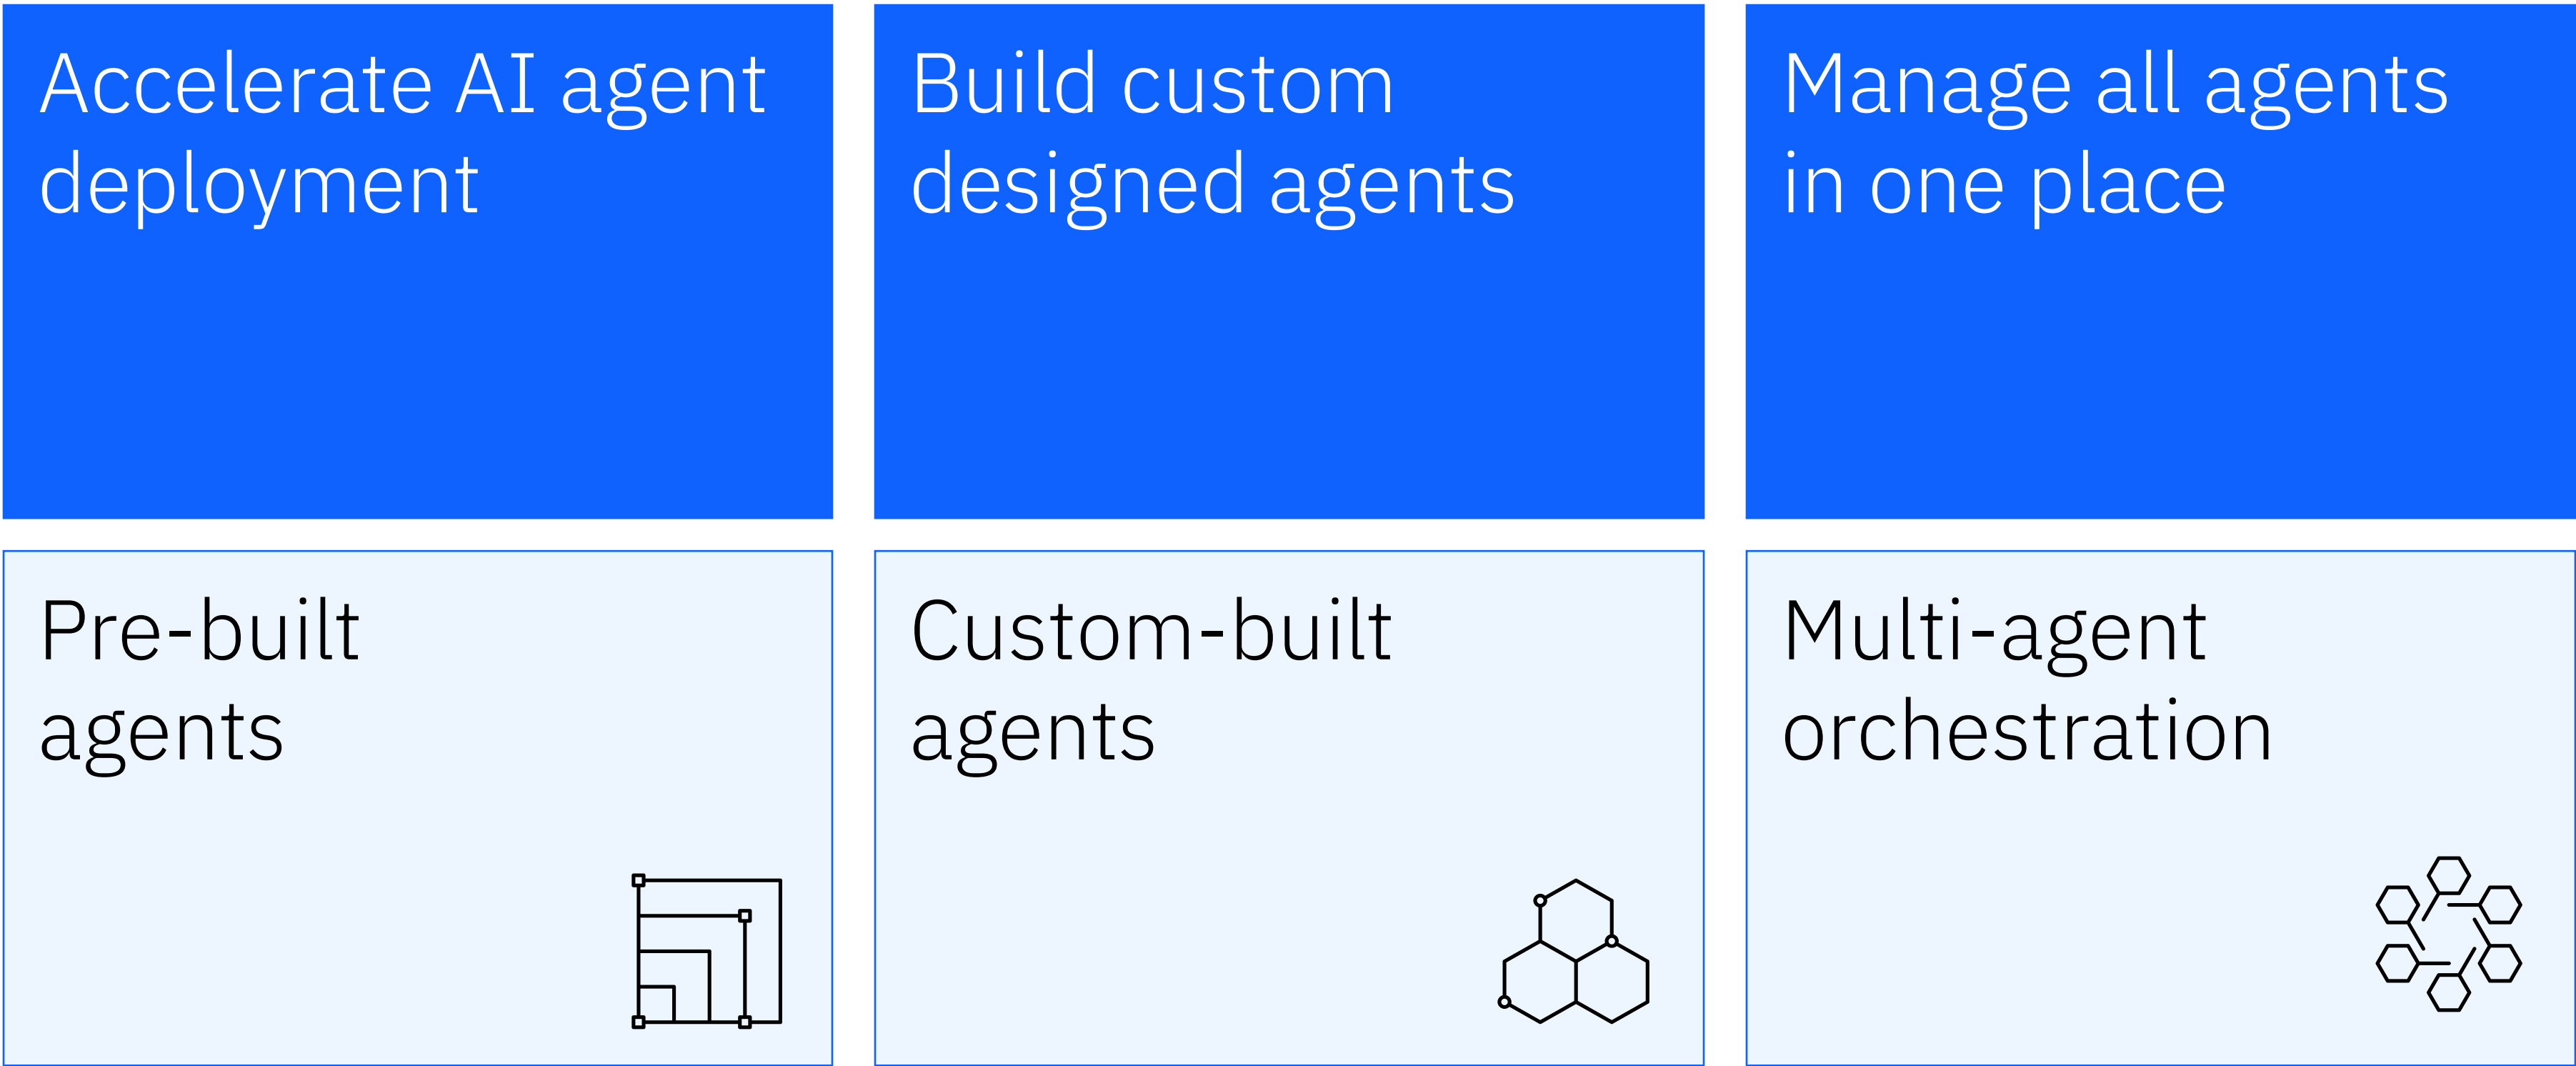 Accelerate AI agent
deployment
Build custom
designed agents
Manage all agents
in one place
Pre-built
agents
Custom-built
agents
Multi-agent
orchestration